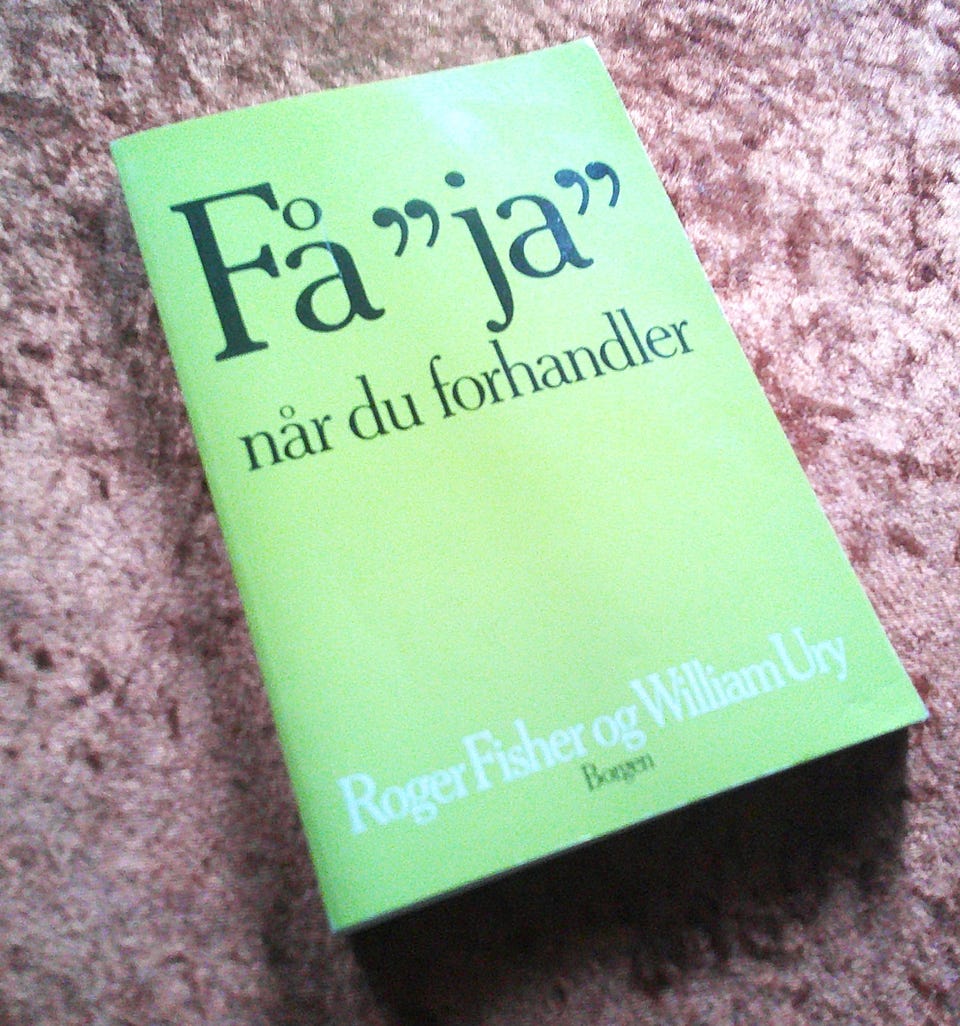 Få ”ja”
når du forhandler
Roger Fisher og William Ury
Borgen